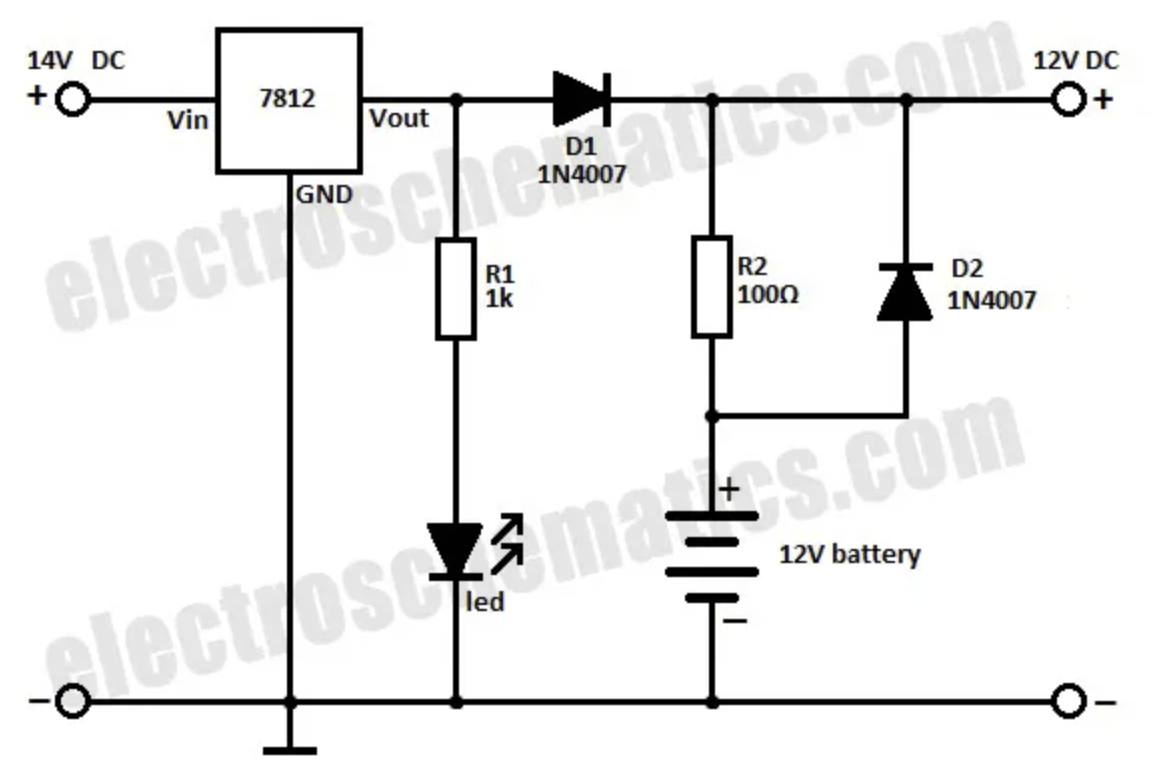 14V DC
+
Vin
7812
Vout
GND
D1
1N4007
12V DC
+
R1
1k
R2
100Ω
D2
1N4007
+
12V battery
−
led
−
−
electroschematics.com
electroschematics.com